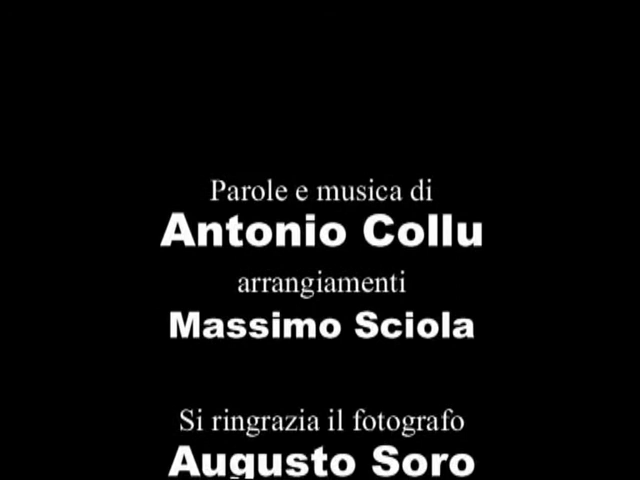 Parole e musica di
Antonio Collu
arrangiamenti
Massimo Sciola
Si ringrazia il fotografo
Augusto Soro